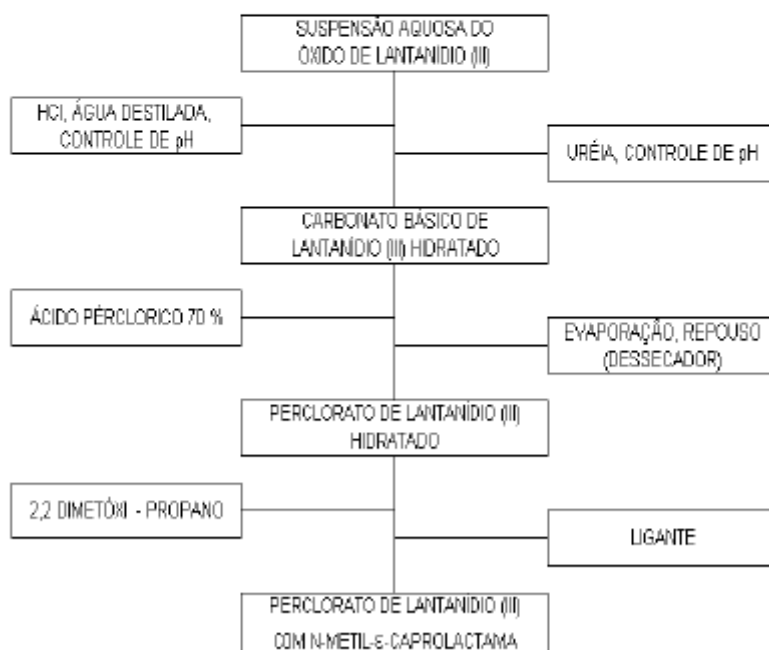 SUSPENSÃO AQUOSA DO
ÓXIDO DE LANTANÍDIO (III)
HCl, ÁGUA DESTILADA,
CONTROLE DE pH
URÉIA, CONTROLE DE pH
CARBONATO BÁSICO DE
LANTANÍDIO (III) HIDRATADO
ÁCIDO PÉRCLORICO 70 %
EVAPORAÇÃO, REPOUSO
(DESSECADOR)
PERCLORATO DE LANTANÍDIO (III)
HIDRATADO
2,2 DIMETÓXI - PROPANO
LIGANTE
PERCLORATO DE LANTANÍDIO (III)
COM N-METIL-ε-CAPROLACTAMA